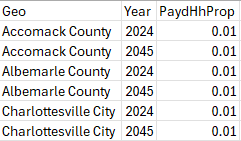 Geo Year PaydHhProp
Accomack County 2024 0.01
Accomack County 2045 0.01
Albemarle County 2024 0.01
Albemarle County 2045 0.01
Charlottesville City 2024 0.01
Charlottesville City 2045 0.01